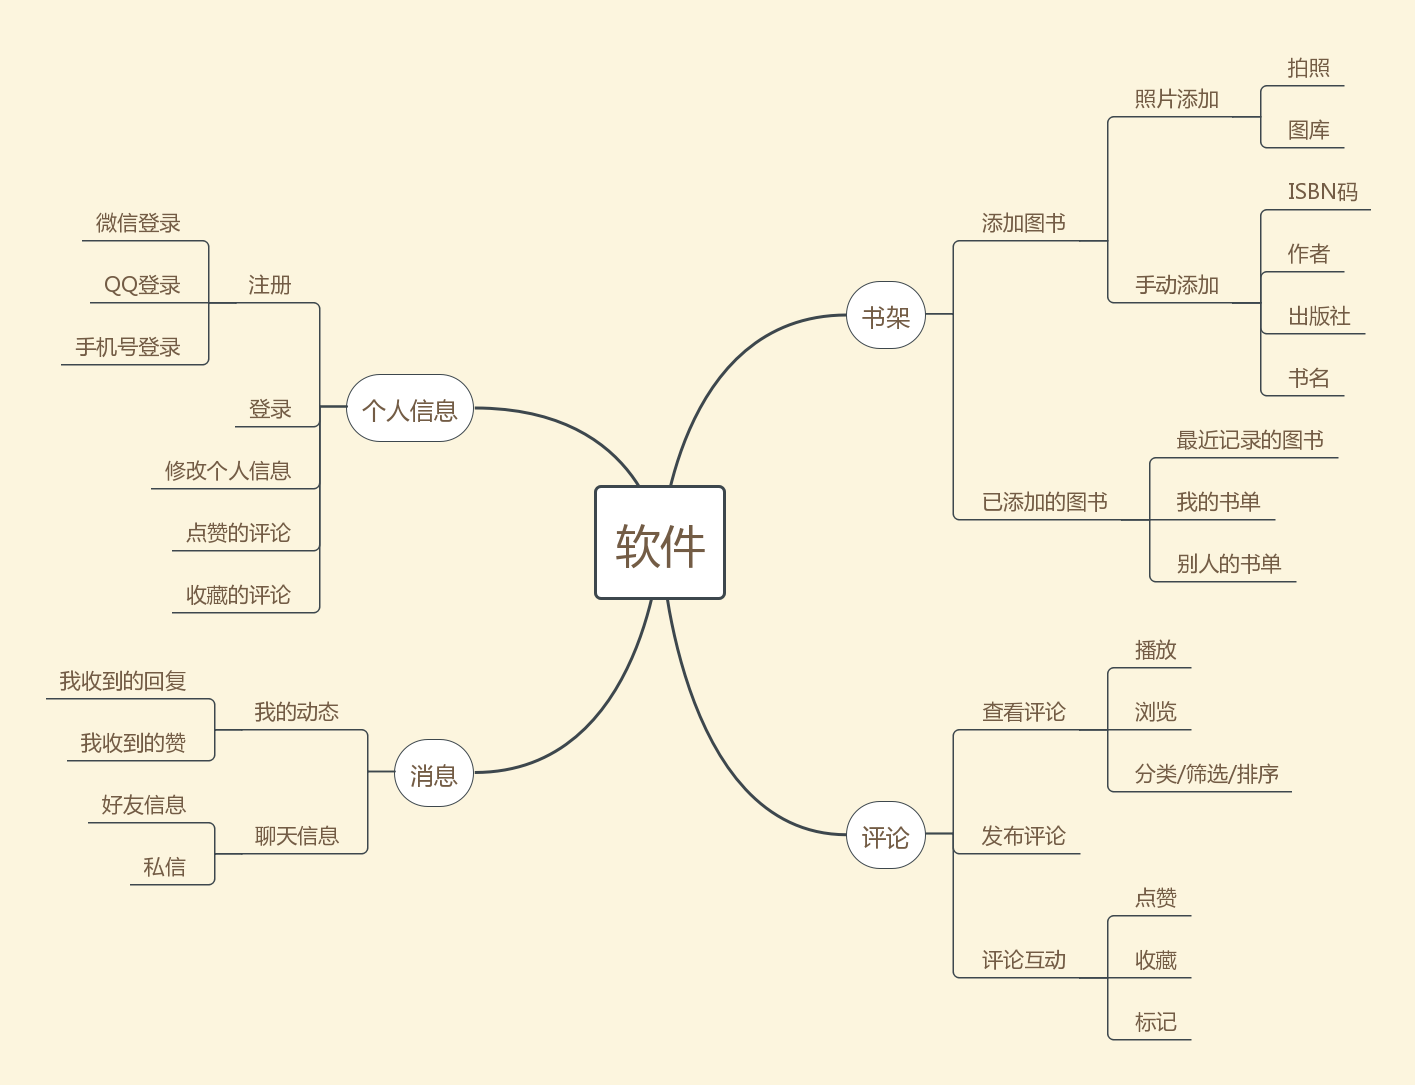 软件
书架
添加图书
照片添加
拍照
图库
手动添加
ISBN码
作者
出版社
书名
已添加的图书
最近记录的图书
我的书单
别人的书单
评论
查看评论
播放
浏览
分类/筛选/排序
发布评论
评论互动
点赞
收藏
标记
个人信息
注册
微信登录
QQ登录
手机号登录
登录
修改个人信息
点赞的评论
收藏的评论
消息
我的动态
我收到的回复
我收到的赞
聊天信息
好友信息
私信